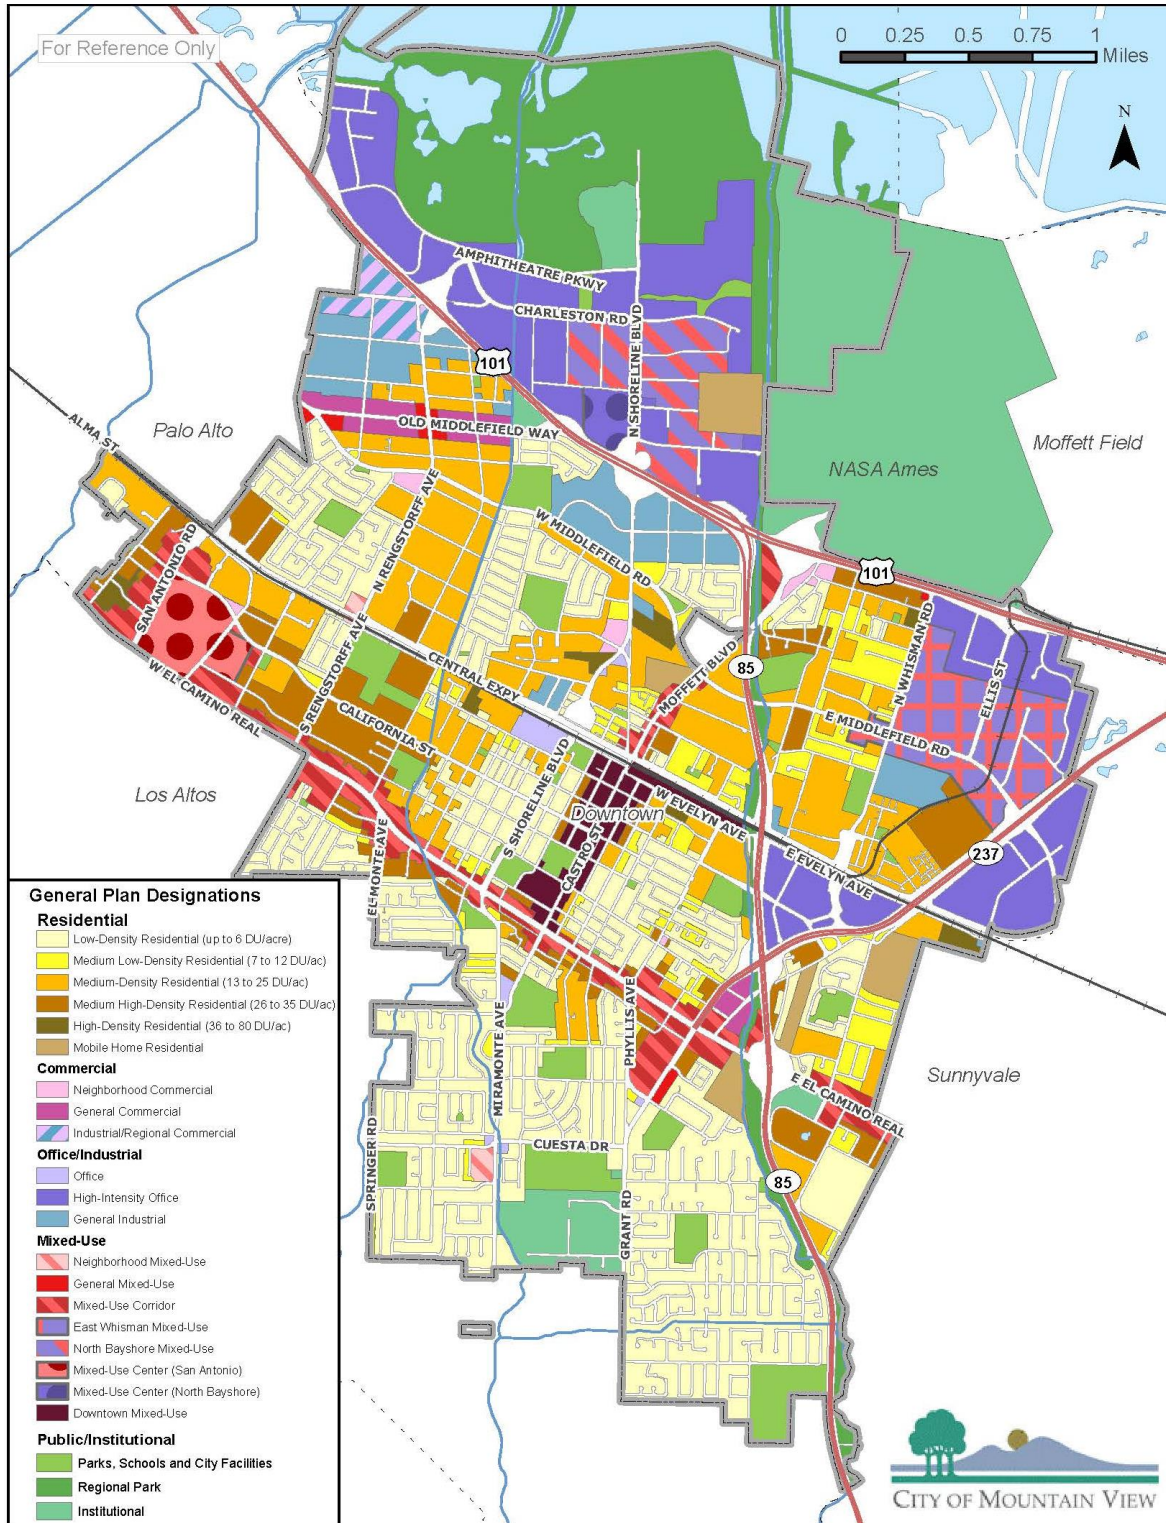 For Reference Only
0 0.25 0.5 0.75 1
Miles
N
AMPHITHEATRE PKWY
CHARLESTON RD
N SHORELINE BLVD
101
OLD MIDDLEFIELD WAY
ALMA ST
Palo Alto
Moffett Field
NASA Ames
N RENGSTORFF AVE
W MIDDLEFIELD RD
SAN ANTONIO RD
101
N WHISMAN RD
CENTRAL EXPY
MOFFETT BLVD
85
ELLIS ST
W EL CAMINO REAL
S RENGSTORFF AVE
CALIFORNIA ST
E MIDDLEFIELD RD
Los Altos
S SHORELINE BLVD
Downtown
W EVELYN AVE
CASTRO ST
E EVELYN AVE
237
EL MONTE AVE
MIRAMONTE AVE
PHYLLIS AVE
Sunnyvale
E EL CAMINO REAL
SPRINGER RD
CUESTA DR
GRANT RD
85
General Plan Designations
Residential
Low-Density Residential (up to 6 DU/acre)
Medium Low-Density Residential (7 to 12 DU/ac)
Medium-Density Residential (13 to 25 DU/ac)
Medium High-Density Residential (26 to 35 DU/ac)
High-Density Residential (36 to 80 DU/ac)
Mobile Home Residential
Commercial
Neighborhood Commercial
General Commercial
Industrial/Regional Commercial
Office/Industrial
Office
High-Intensity Office
General Industrial
Mixed-Use
Neighborhood Mixed-Use
General Mixed-Use
Mixed-Use Corridor
East Whisman Mixed-Use
North Bayshore Mixed-Use
Mixed-Use Center (San Antonio)
Mixed-Use Center (North Bayshore)
Downtown Mixed-Use
Public/Institutional
Parks, Schools and City Facilities
Regional Park
Institutional
CITY OF MOUNTAIN VIEW